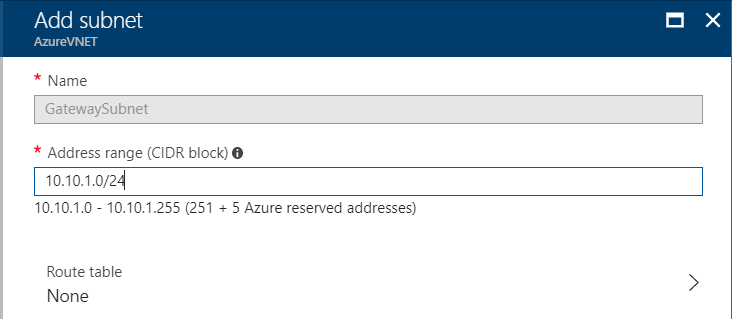 Add subnet
AzureVNET
* Name
GatewaySubnet
* Address range (CIDR block)
10.10.1.0/24
10.10.1.0 - 10.10.1.255 (251 + 5 Azure reserved addresses)
Route table
None